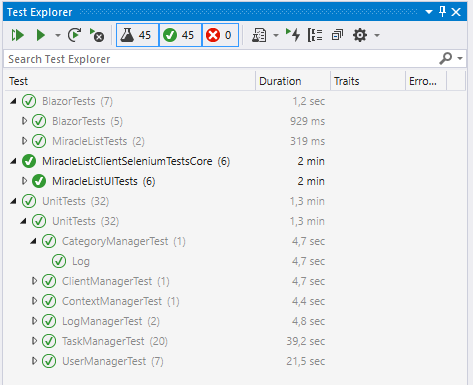 Test Explorer
45 45 0
Search Test Explorer
Test Duration Traits Erro...
BlazorTests (7) 1,2 sec
BlazorTests (5) 929 ms
MiracleListTests (2) 319 ms
MiracleListClientSeleniumTestsCore (6) 2 min
MiracleListUITests (6) 2 min
UnitTests (32) 1,3 min
UnitTests (32) 1,3 min
CategoryManagerTest (1) 4,7 sec
Log 4,7 sec
ClientManagerTest (1) 4,7 sec
ContextManagerTest (1) 4,4 sec
LogManagerTest (2) 4,8 sec
TaskManagerTest (20) 39,2 sec
UserManagerTest (7) 21,5 sec